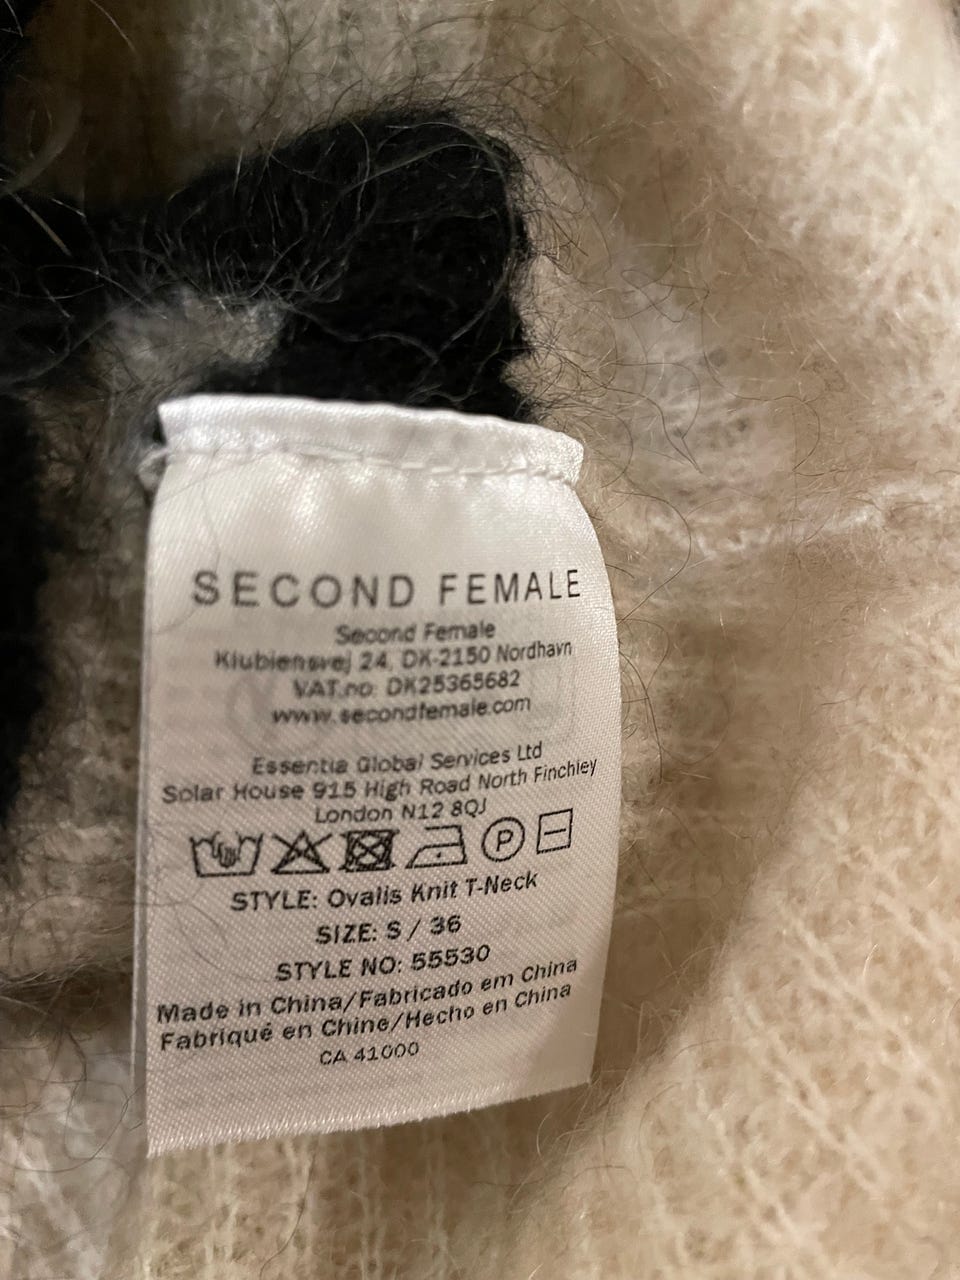 SECOND FEMALE
Second Female
Klubiensvej 24, DK-2150 Nordhavn
VAT.no: DK25365682
www.secondfemale.com
Essentia Global Services Ltd
Solar House 915 High Road North Finchley
London N12 8QJ
P
STYLE: Ovalis Knit T-Neck
SIZE: S / 36
STYLE NO: 55530
Made in China/Fabricado em China
Fabriqué en Chine/Hecho en China
CA 41000